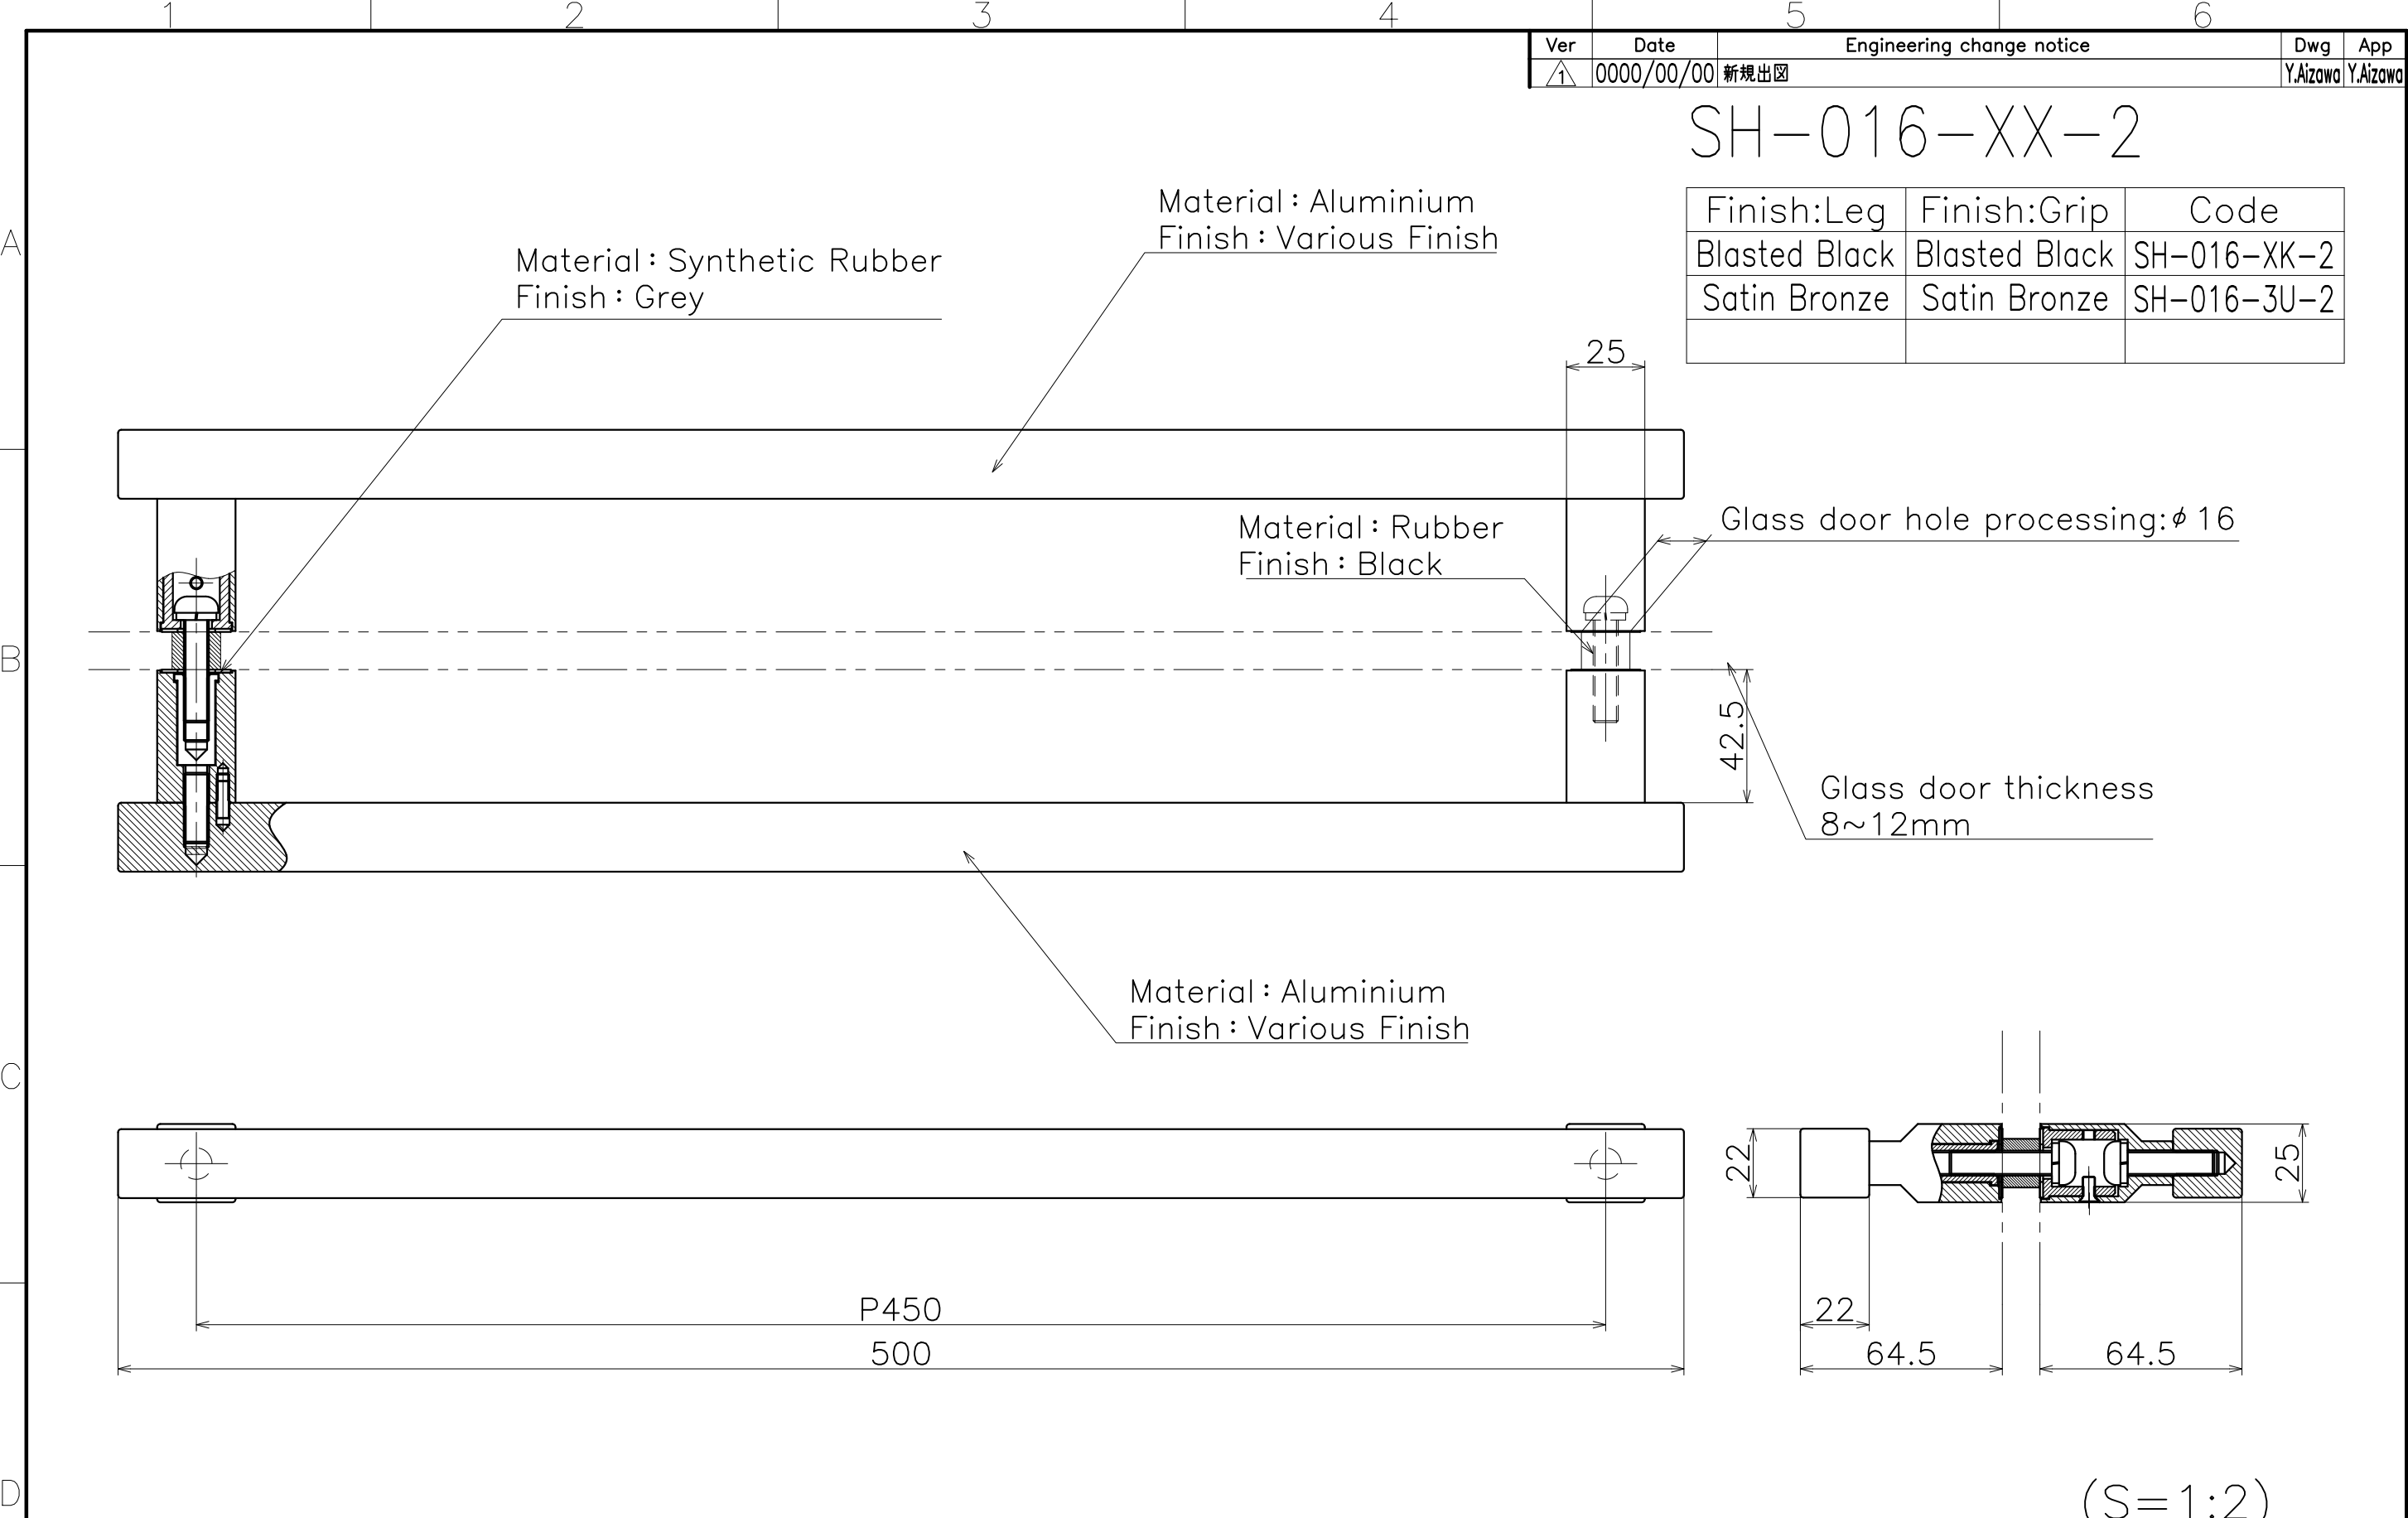 1 2 3 4 5 6
Ver Date Engineering change notice Dwg App
1 0000/00/00 新規出図 Y.Aizawa Y.Aizawa
SH-016-XX-2
Finish:Leg Finish:Grip Code
Blasted Black Blasted Black SH-016-XK-2
Satin Bronze Satin Bronze SH-016-3U-2
A
Material:Aluminium
Finish:Various Finish
Material:Synthetic Rubber
Finish:Grey
25
Material:Rubber
Finish:Black
Glass door hole processing:φ16
B
42.5
Glass door thickness
8~12mm
Material:Aluminium
Finish:Various Finish
C
22
25
P450
22
500
64.5
64.5
D
(S=1:2)